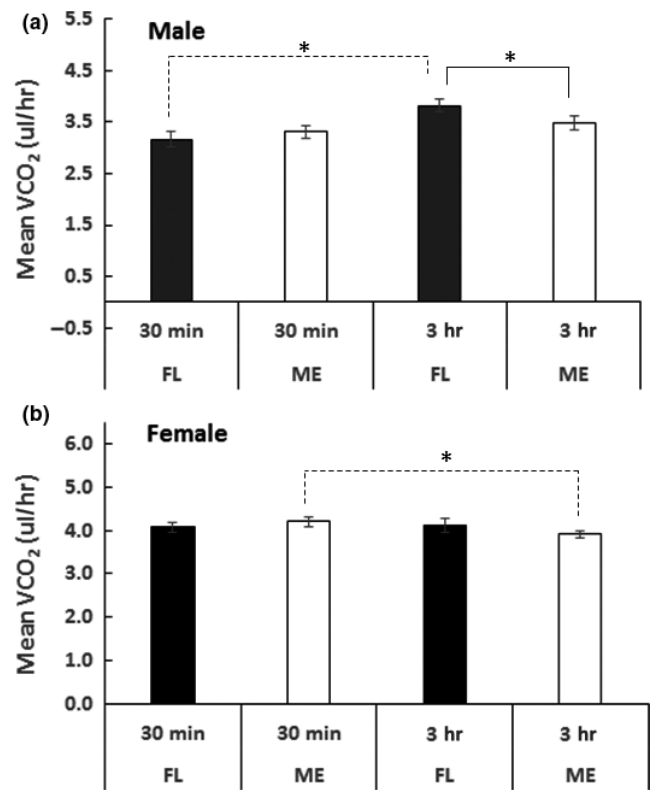 (a) Male
Mean VCO₂ (ul/hr)
5.5
4.5
3.5
2.5
1.5
0.5
–0.5
* *
30 min 30 min 3 hr 3 hr
FL ME FL ME
(b) Female
Mean VCO₂ (ul/hr)
6.0
5.0
4.0
3.0
2.0
1.0
0.0
*
30 min 30 min 3 hr 3 hr
FL ME FL ME